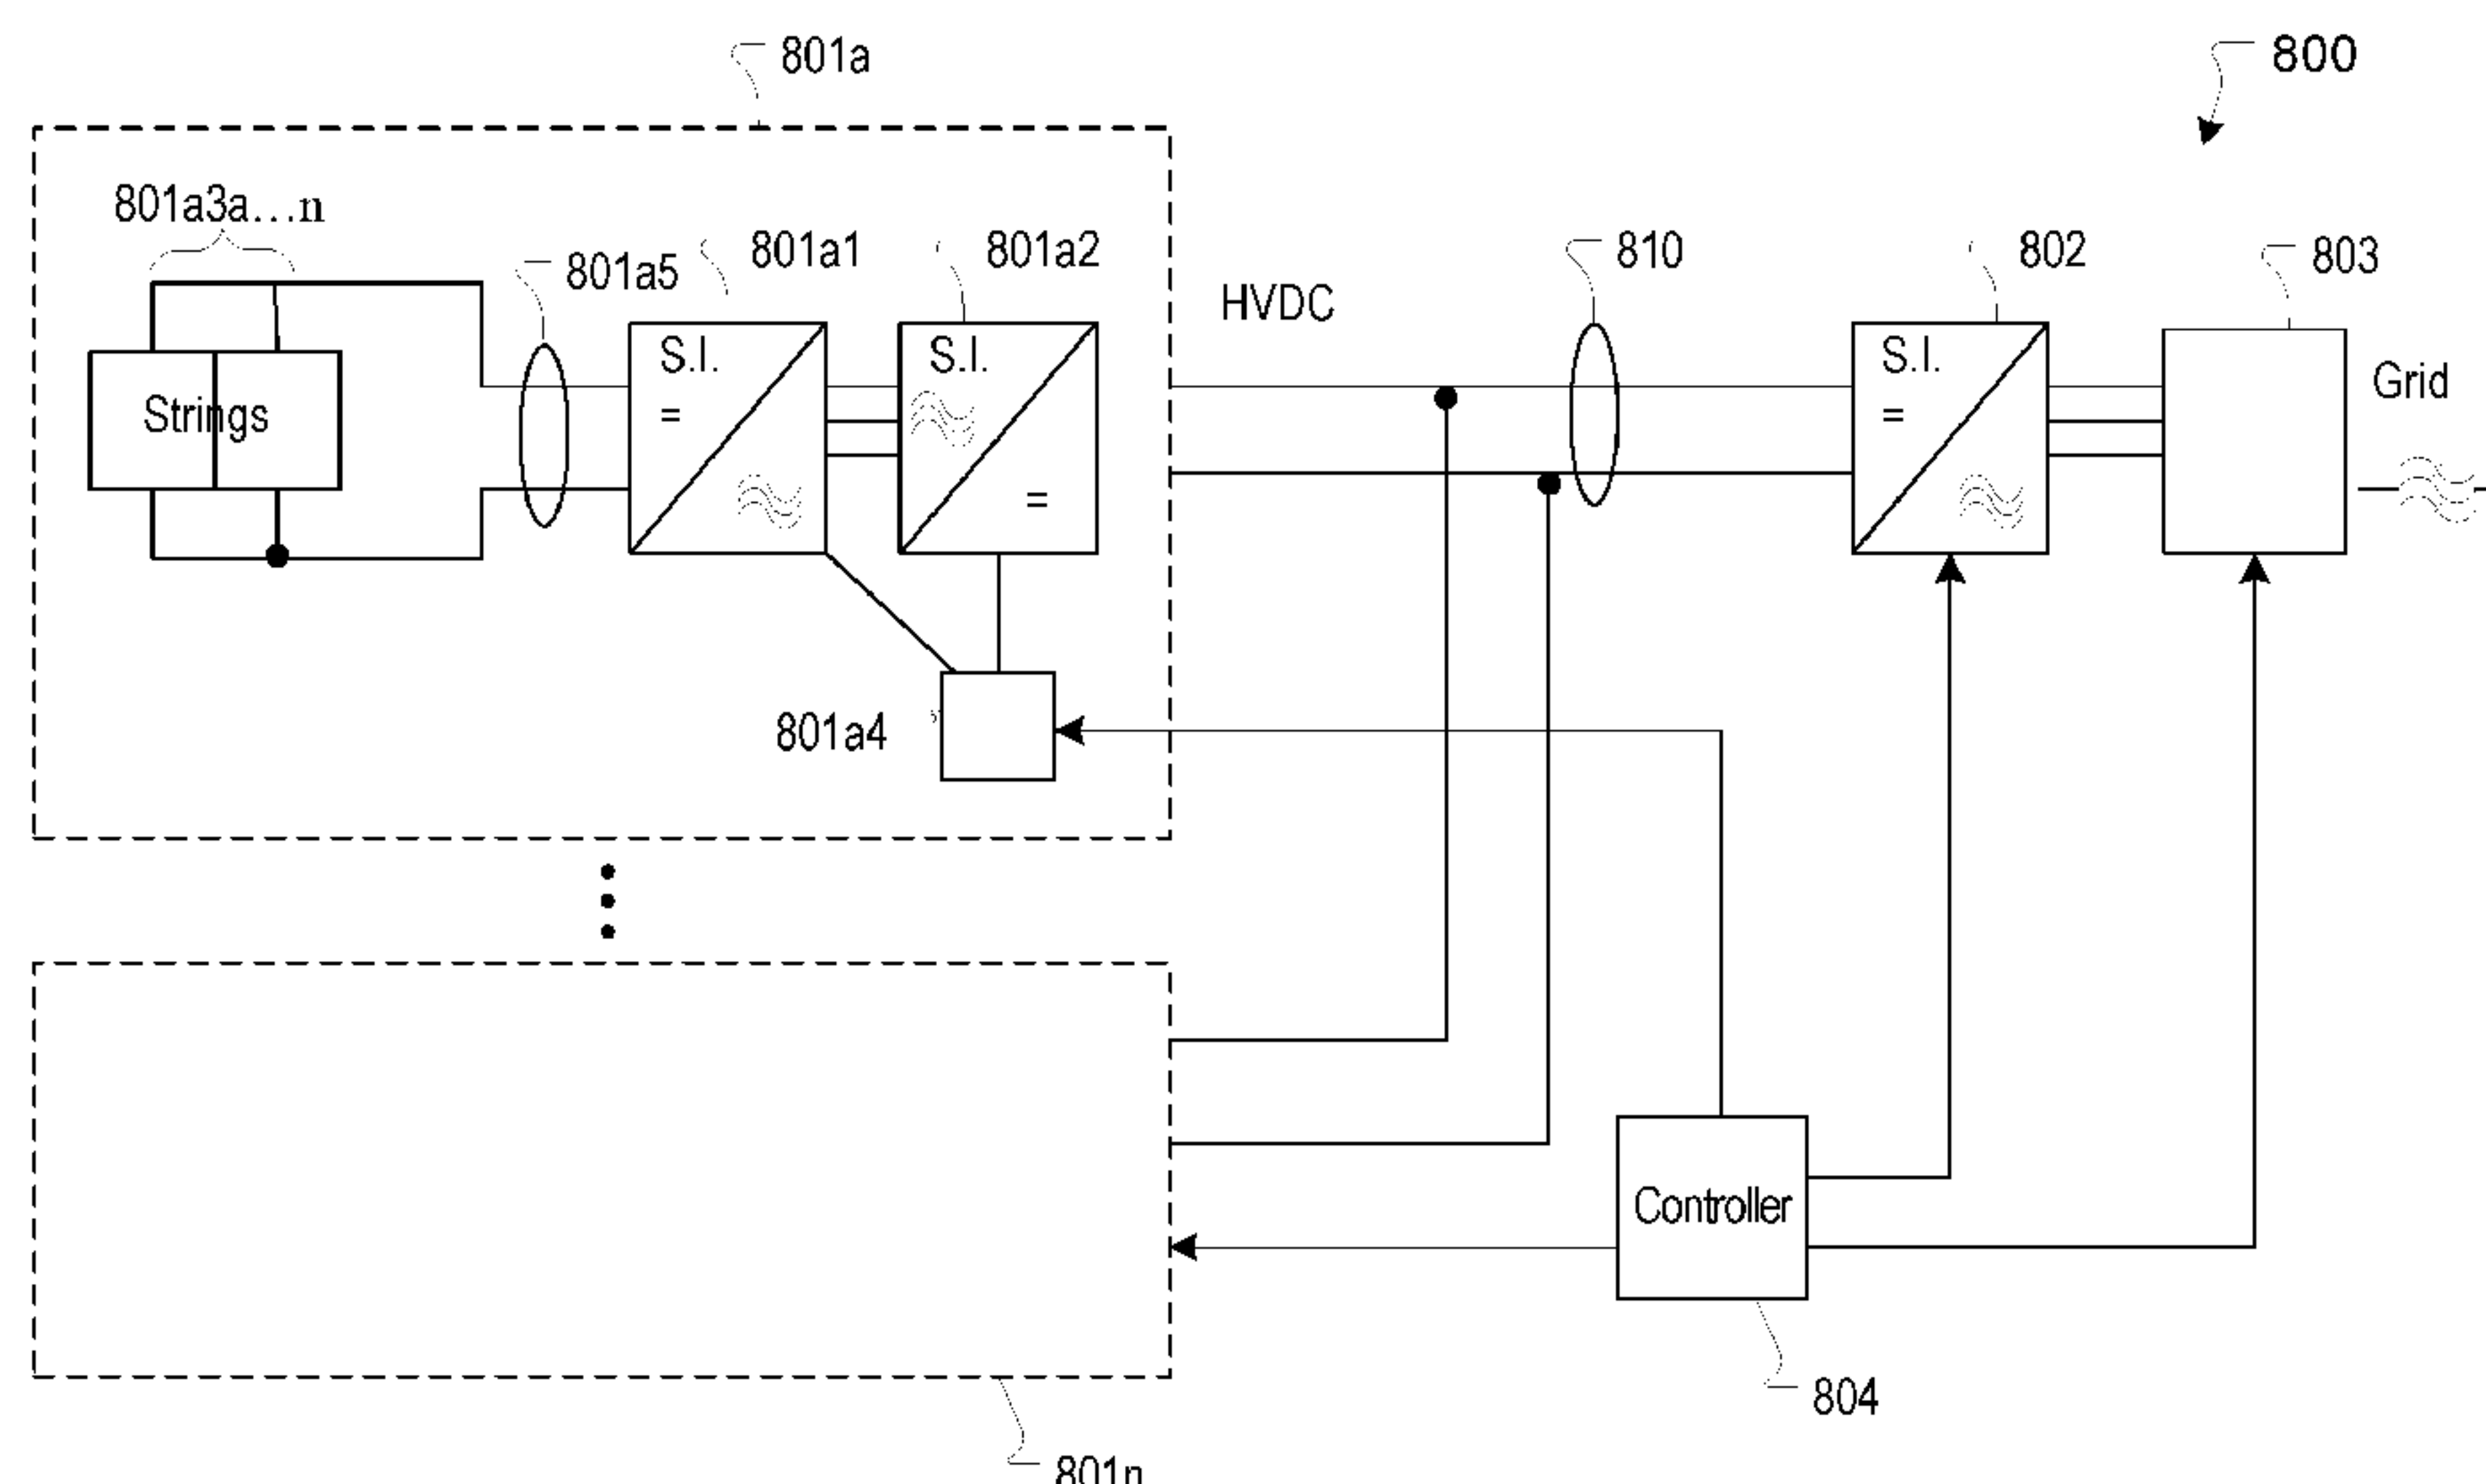 801a
800
801a3a...n
801a5
801a1
801a2
HVDC
810
802
803
S.I.
=
S.I.
=
S.I.
=
Strings
Grid
801a4
Controller
804
801n